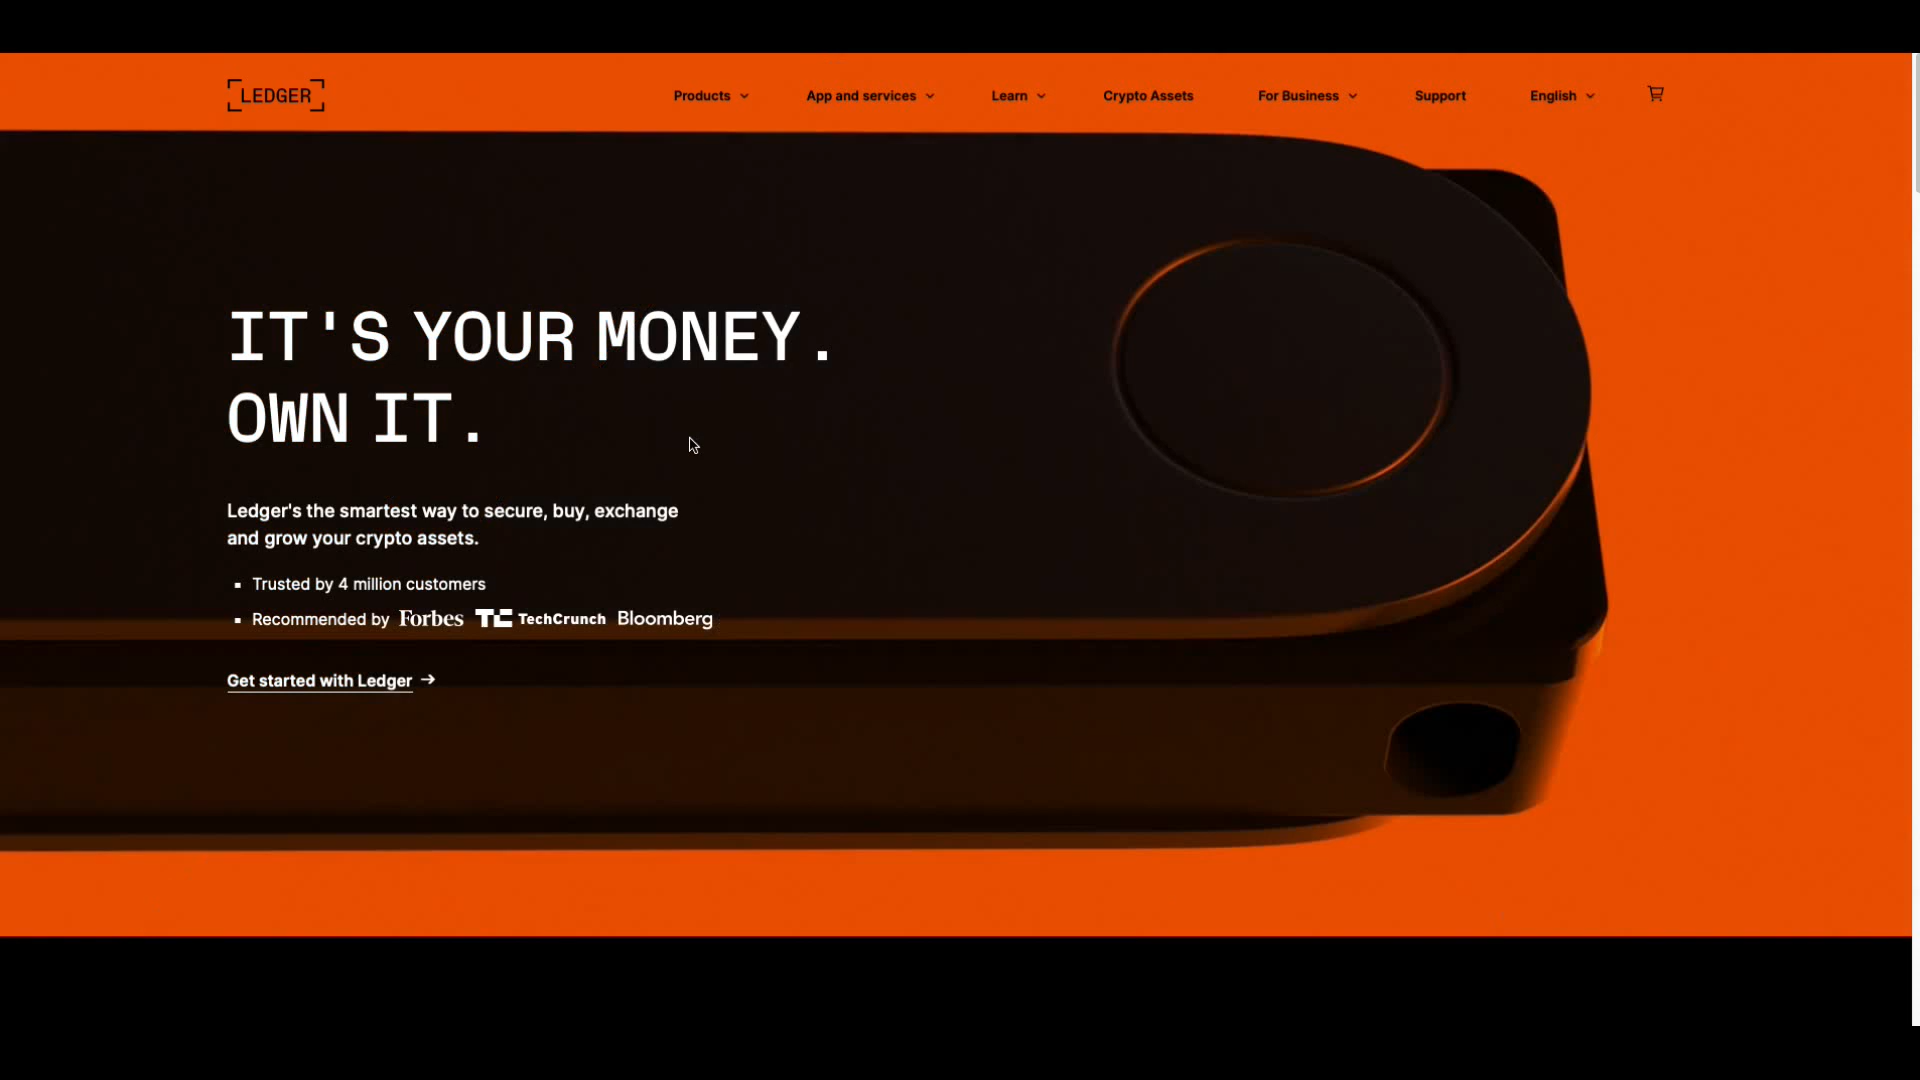 LEDGER
Products App and services Learn Crypto Assets For Business Support English
IT'S YOUR MONEY.
OWN IT.
Ledger's the smartest way to secure, buy, exchange
and grow your crypto assets.
Trusted by 4 million customers
Recommended by Forbes TC TechCrunch Bloomberg
Get started with Ledger →